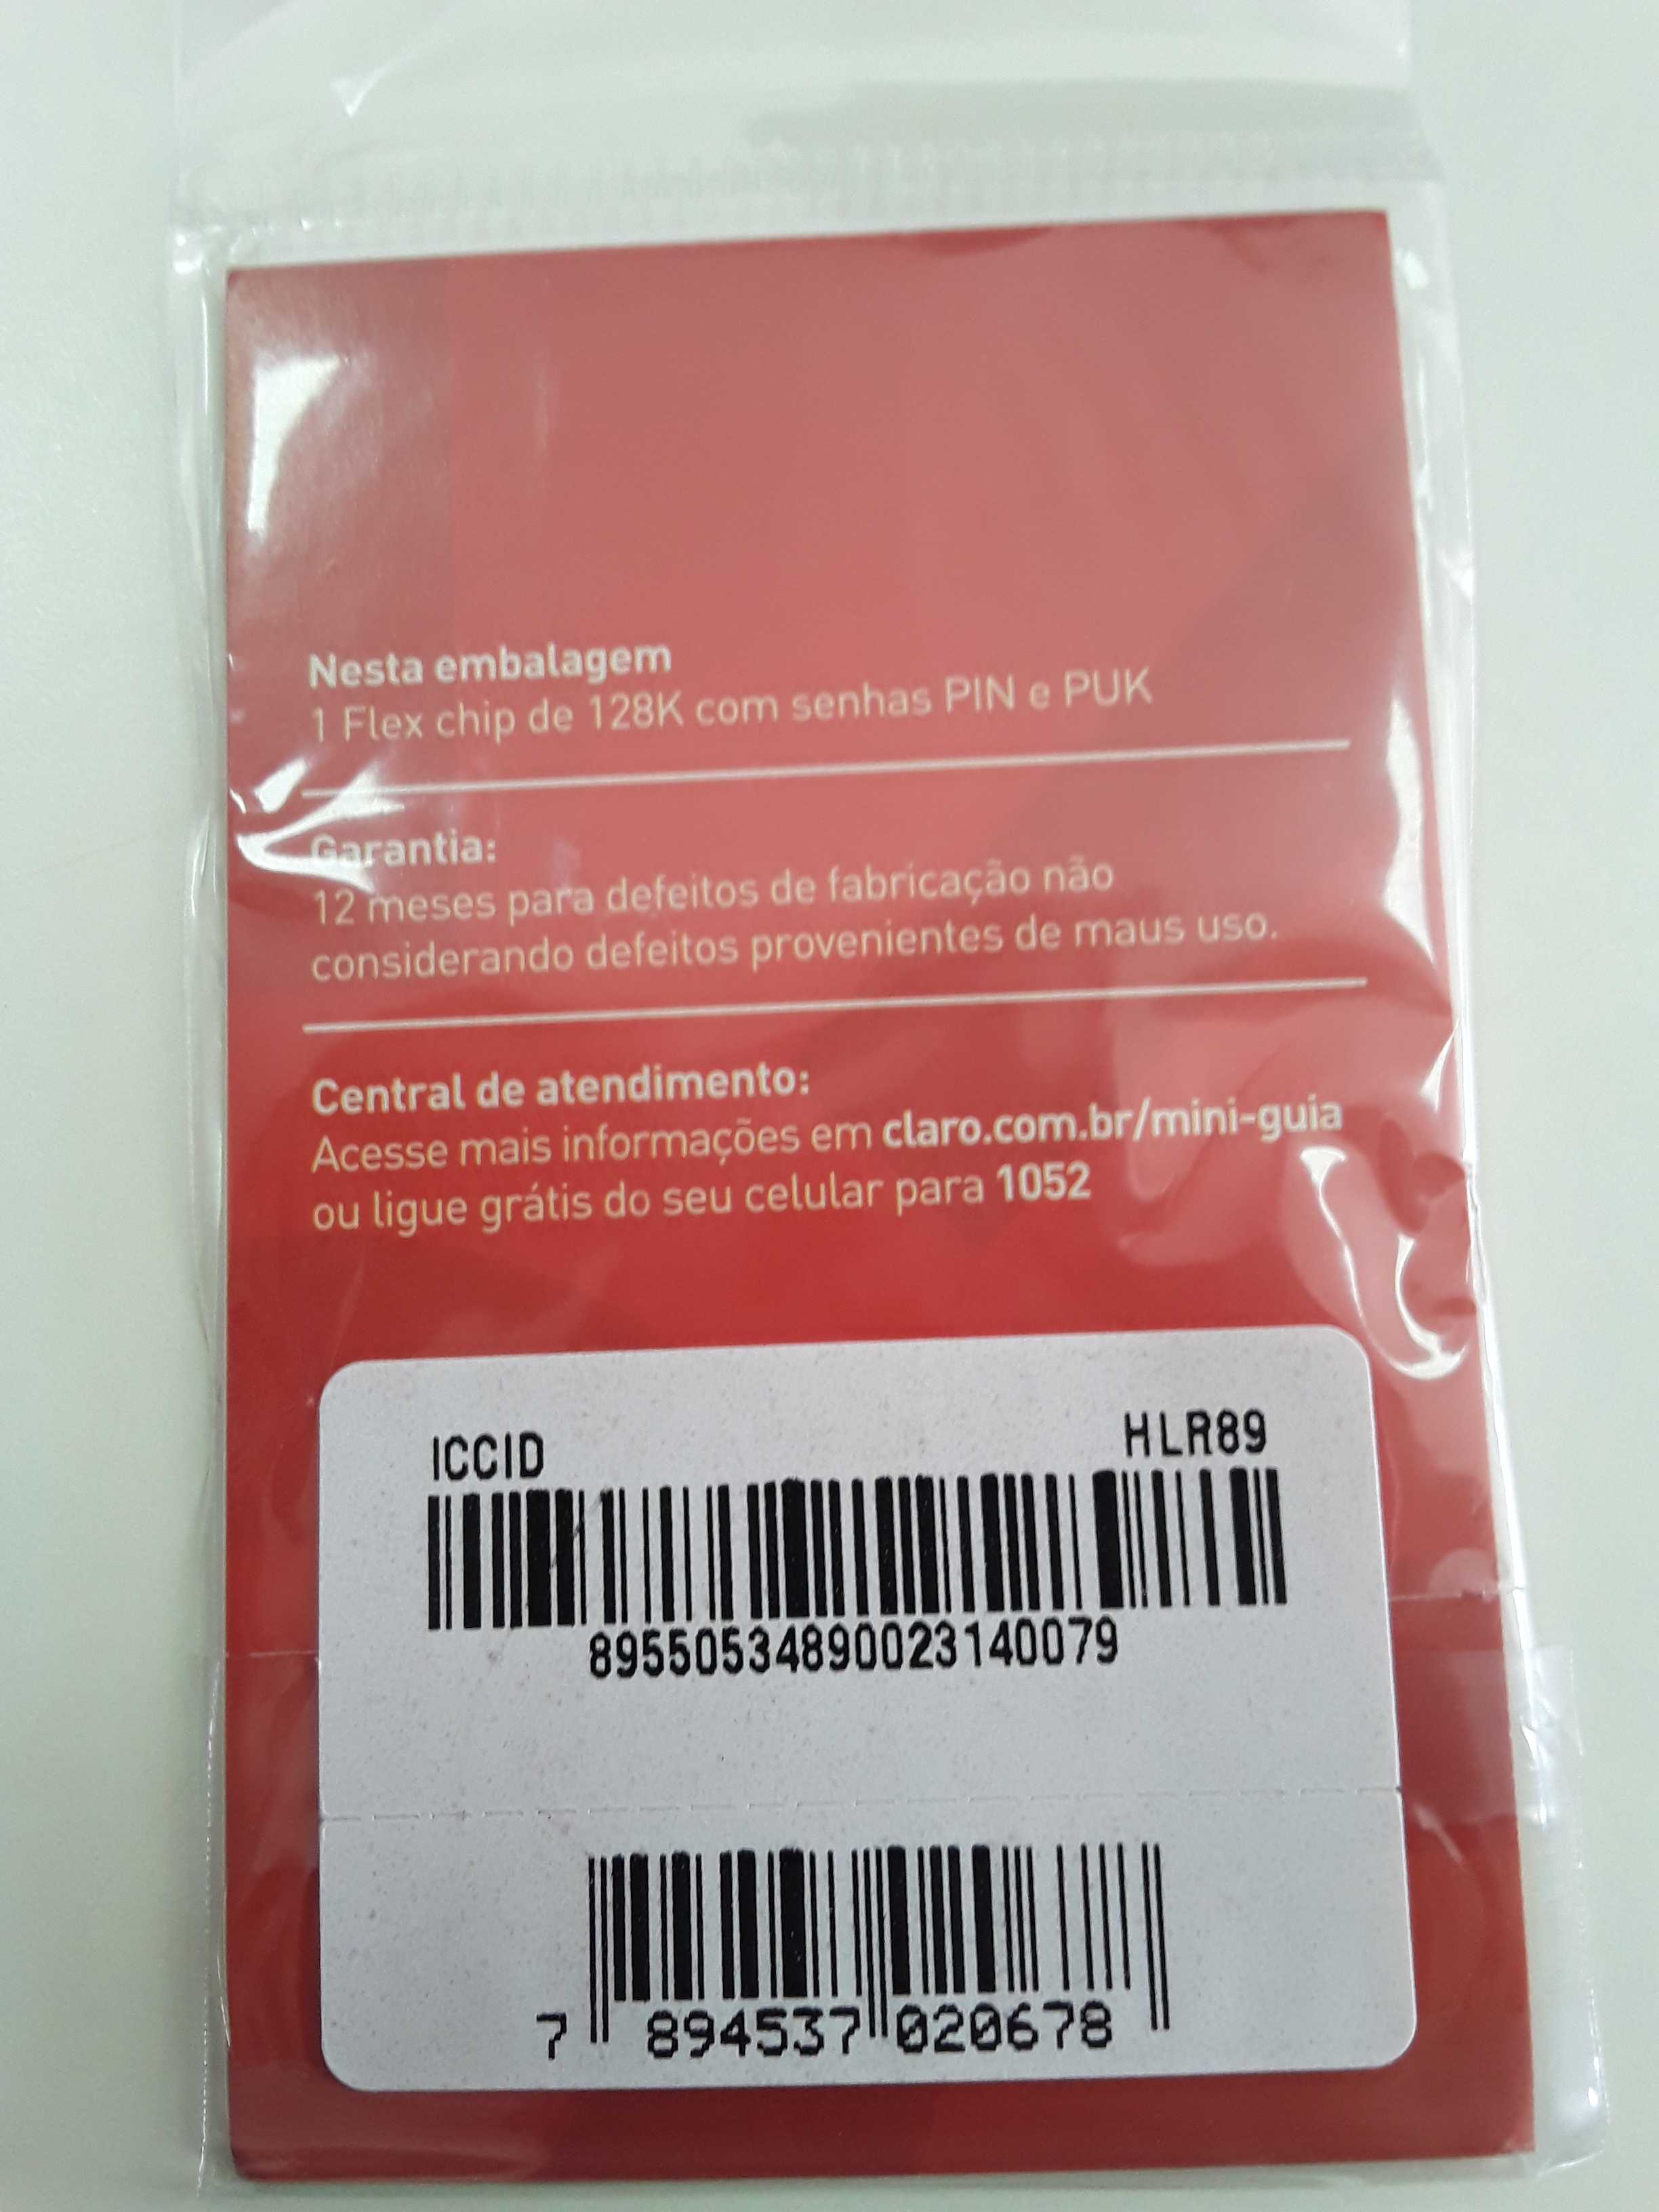 Nesta embalagem
1 Flex chip de 128K com senhas PIN e PUK
Garantia:
12 meses para defeitos de fabricação não
considerando defeitos provenientes de maus uso.
Central de atendimento:
Acesse mais informações em claro.com.br/mini-guia
ou ligue grátis do seu celular para 1052
ICCID HLR89
89550534890023140079
7 894537 020678